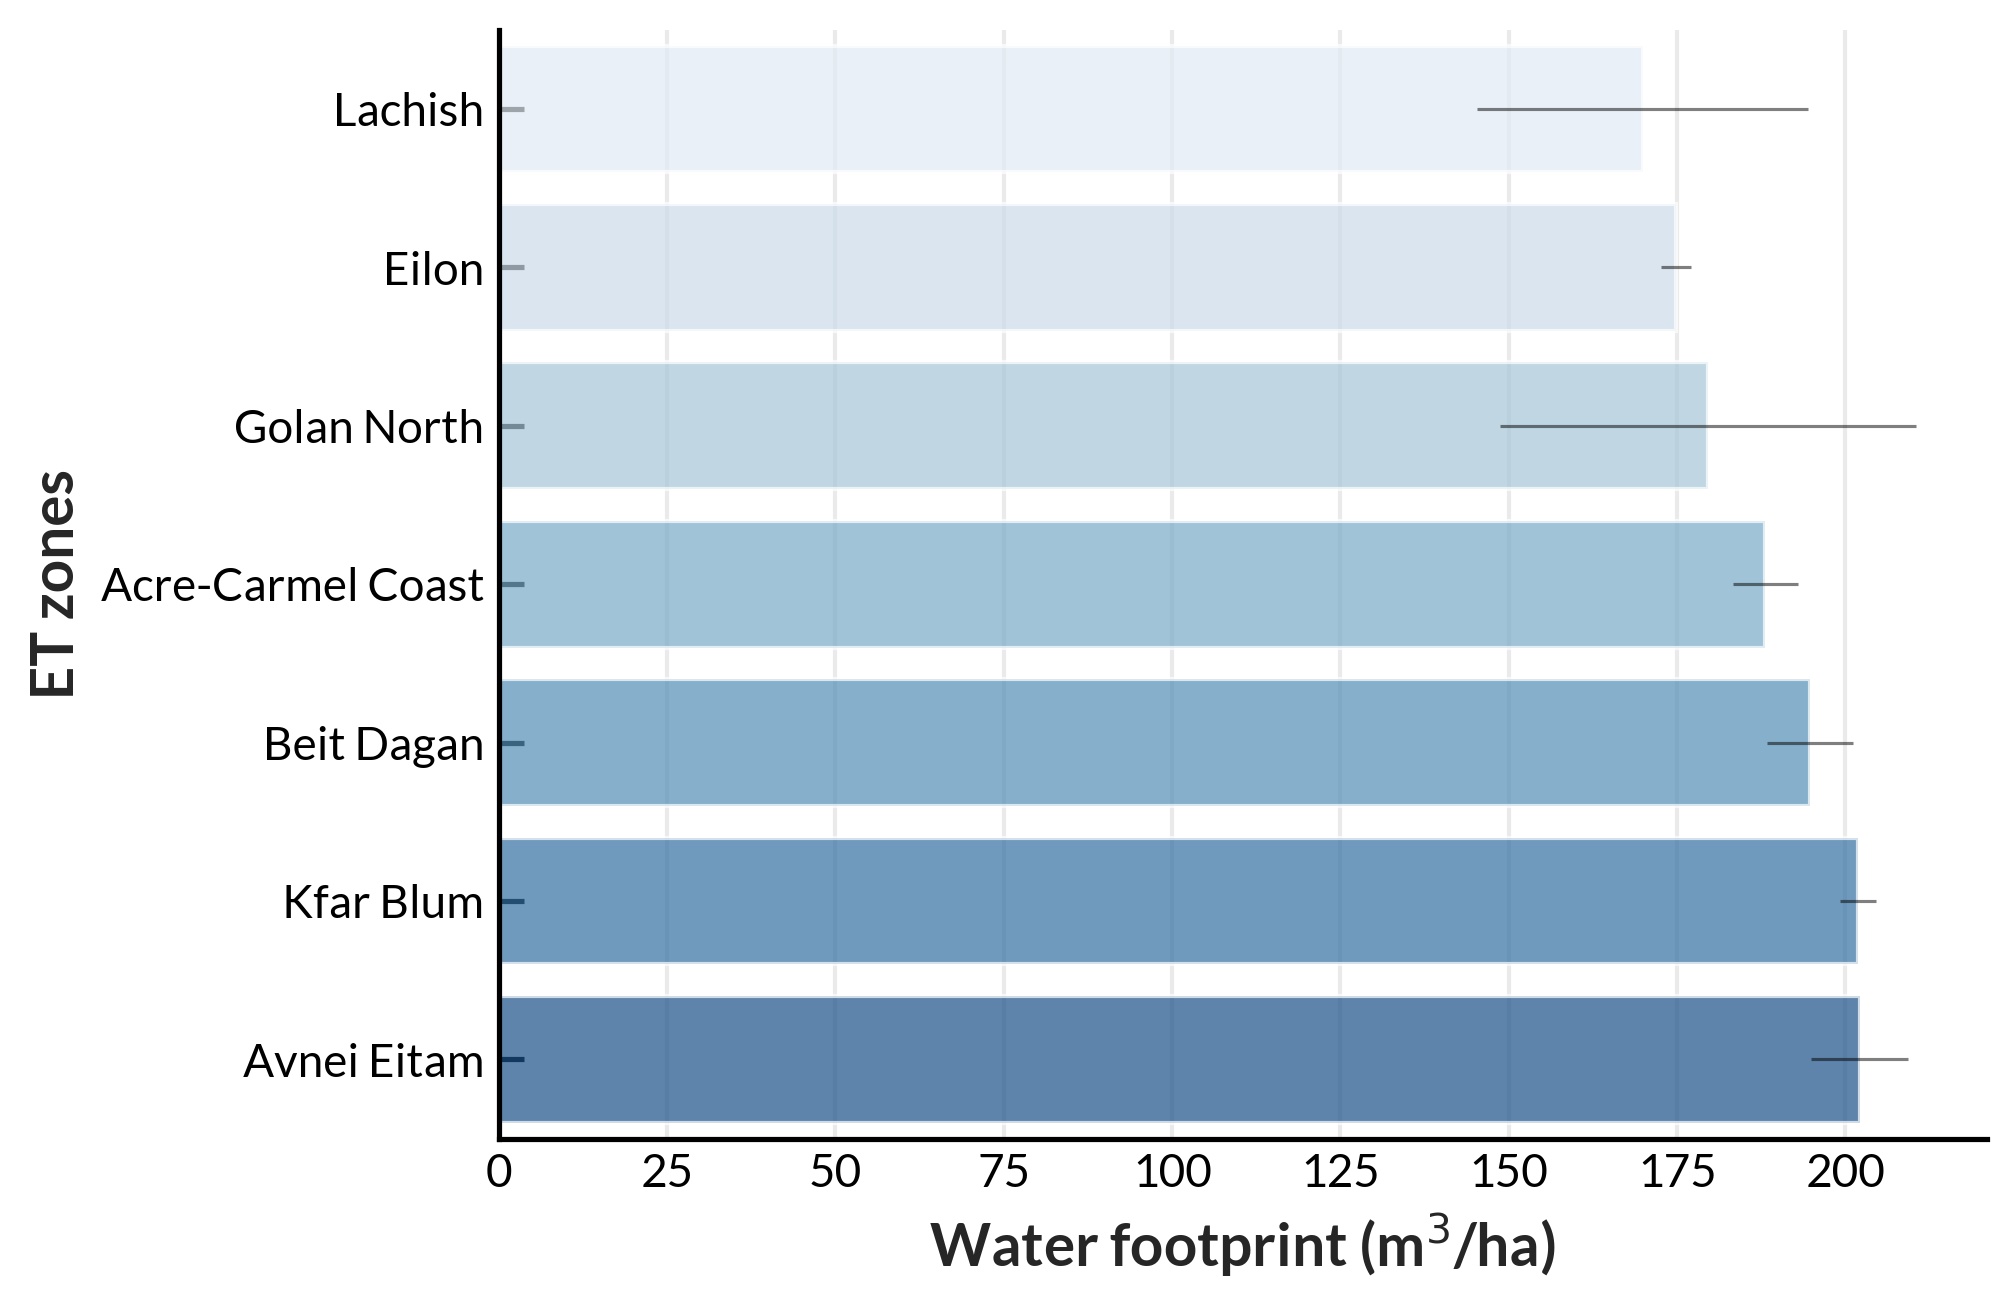 ET zones
Lachish
Eilon
Golan North
Acre-Carmel Coast
Beit Dagan
Kfar Blum
Avnei Eitam
0 25 50 75 100 125 150 175 200
Water footprint (m³/ha)